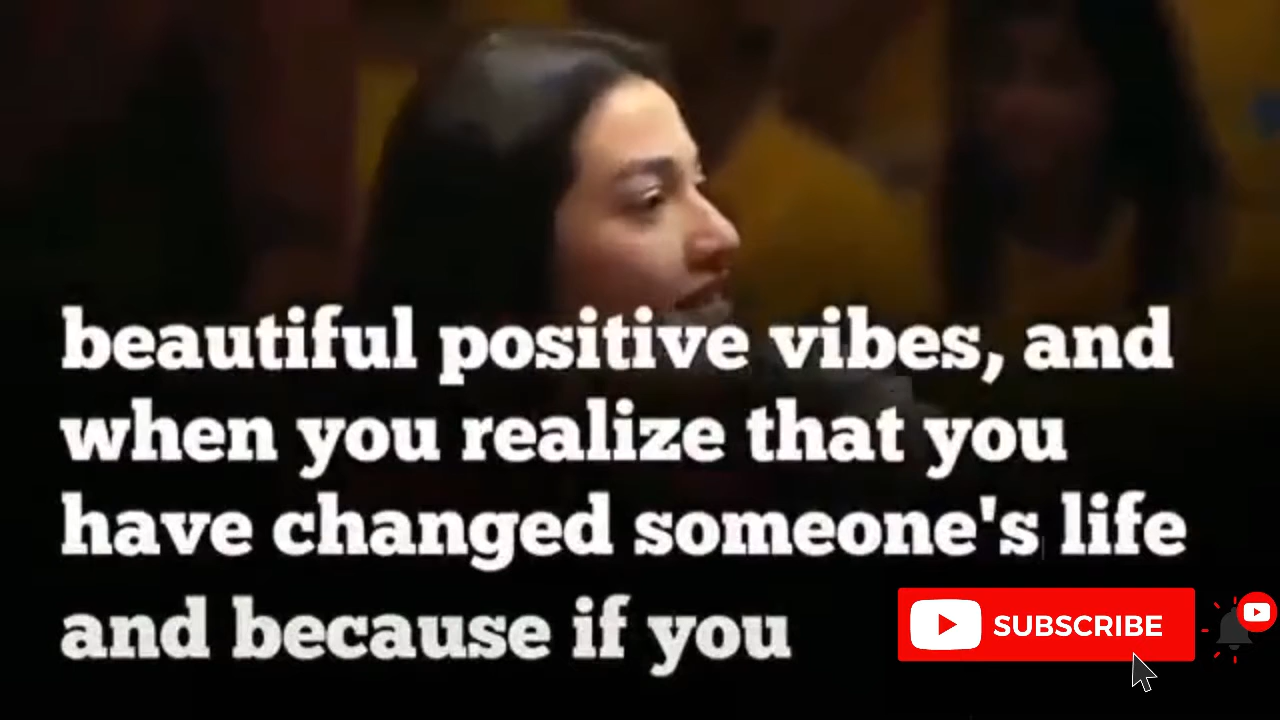 beautiful positive vibes, and
when you realize that you
have changed someone's life
and because if you
SUBSCRIBE